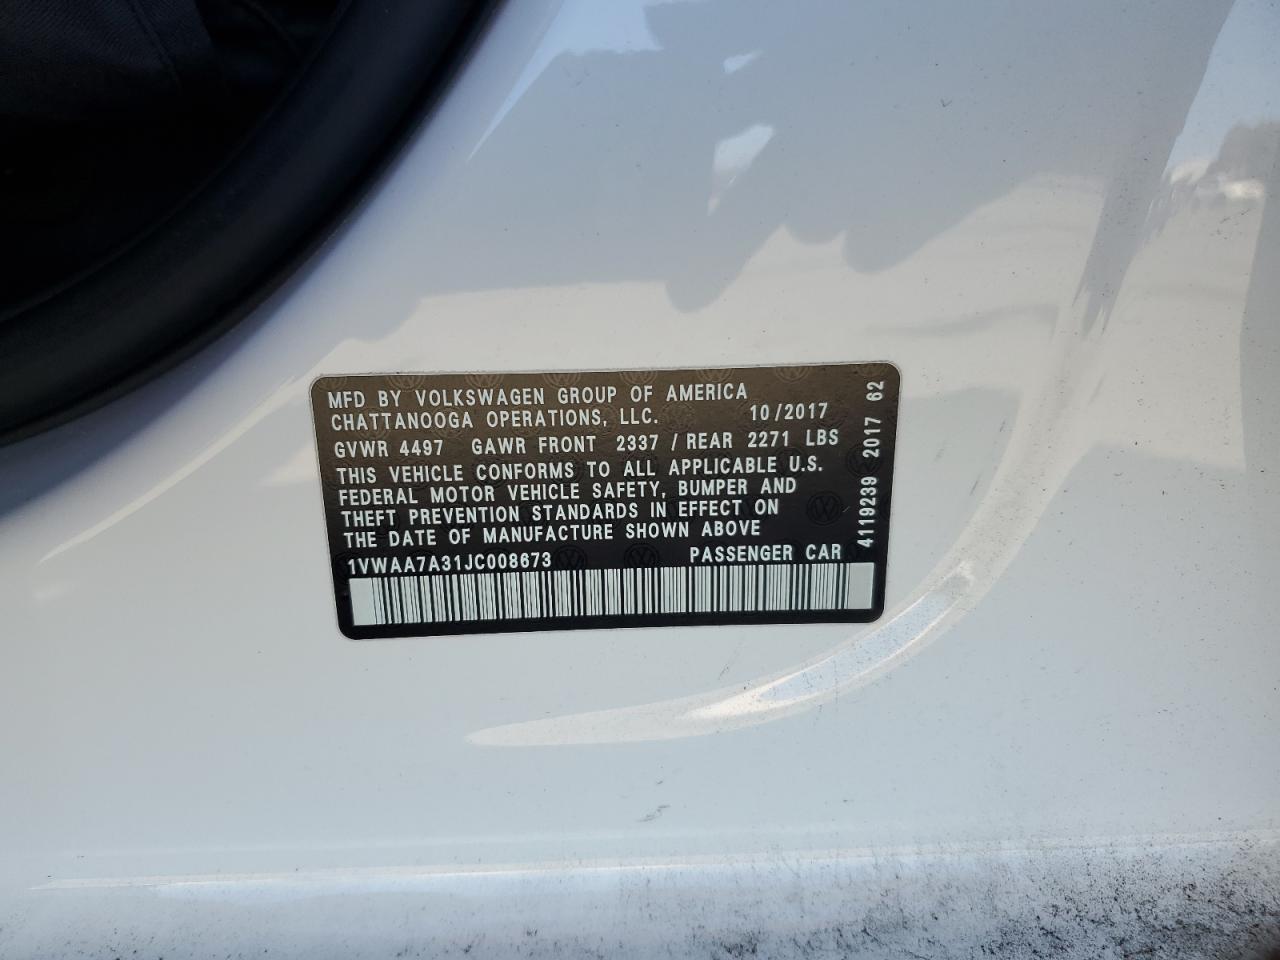 MFD BY VOLKSWAGEN GROUP OF AMERICA
CHATTANOOGA OPERATIONS, LLC. 10/2017
GVWR 4497 GAWR FRONT 2337 / REAR 2271 LBS
THIS VEHICLE CONFORMS TO ALL APPLICABLE U.S.
FEDERAL MOTOR VEHICLE SAFETY, BUMPER AND
THEFT PREVENTION STANDARDS IN EFFECT ON
THE DATE OF MANUFACTURE SHOWN ABOVE
1VWAA7A31JC008673 PASSENGER CAR
4119239 2017 62